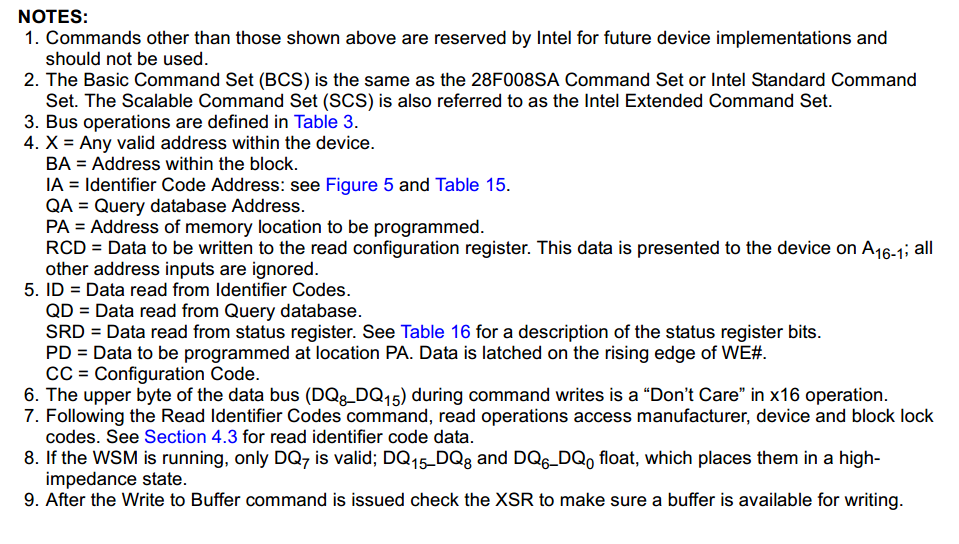 NOTES:
1. Commands other than those shown above are reserved by Intel for future device implementations and
should not be used.
2. The Basic Command Set (BCS) is the same as the 28F008SA Command Set or Intel Standard Command
Set. The Scalable Command Set (SCS) is also referred to as the Intel Extended Command Set.
3. Bus operations are defined in Table 3.
4. X = Any valid address within the device.
BA = Address within the block.
IA = Identifier Code Address: see Figure 5 and Table 15.
QA = Query database Address.
PA = Address of memory location to be programmed.
RCD = Data to be written to the read configuration register. This data is presented to the device on A16-1; all
other address inputs are ignored.
5. ID = Data read from Identifier Codes.
QD = Data read from Query database.
SRD = Data read from status register. See Table 16 for a description of the status register bits.
PD = Data to be programmed at location PA. Data is latched on the rising edge of WE#.
CC = Configuration Code.
6. The upper byte of the data bus (DQ8_DQ15) during command writes is a “Don’t Care” in x16 operation.
7. Following the Read Identifier Codes command, read operations access manufacturer, device and block lock
codes. See Section 4.3 for read identifier code data.
8. If the WSM is running, only DQ7 is valid; DQ15_DQ8 and DQ6_DQ0 float, which places them in a high-
impedance state.
9. After the Write to Buffer command is issued check the XSR to make sure a buffer is available for writing.